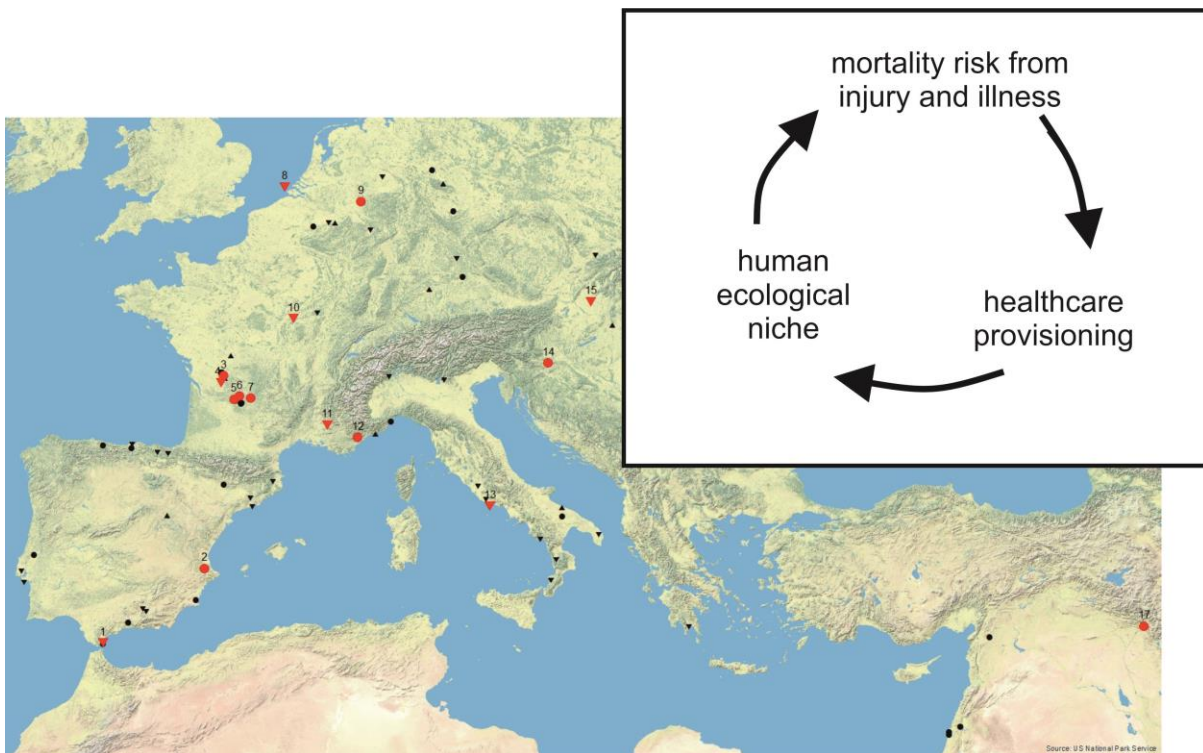 mortality risk from
injury and illness
human
ecological
niche
healthcare
provisioning
8
9
15
10
14
3
4
5
6
7
11
12
13
2
1
17
Source: US National Park Service